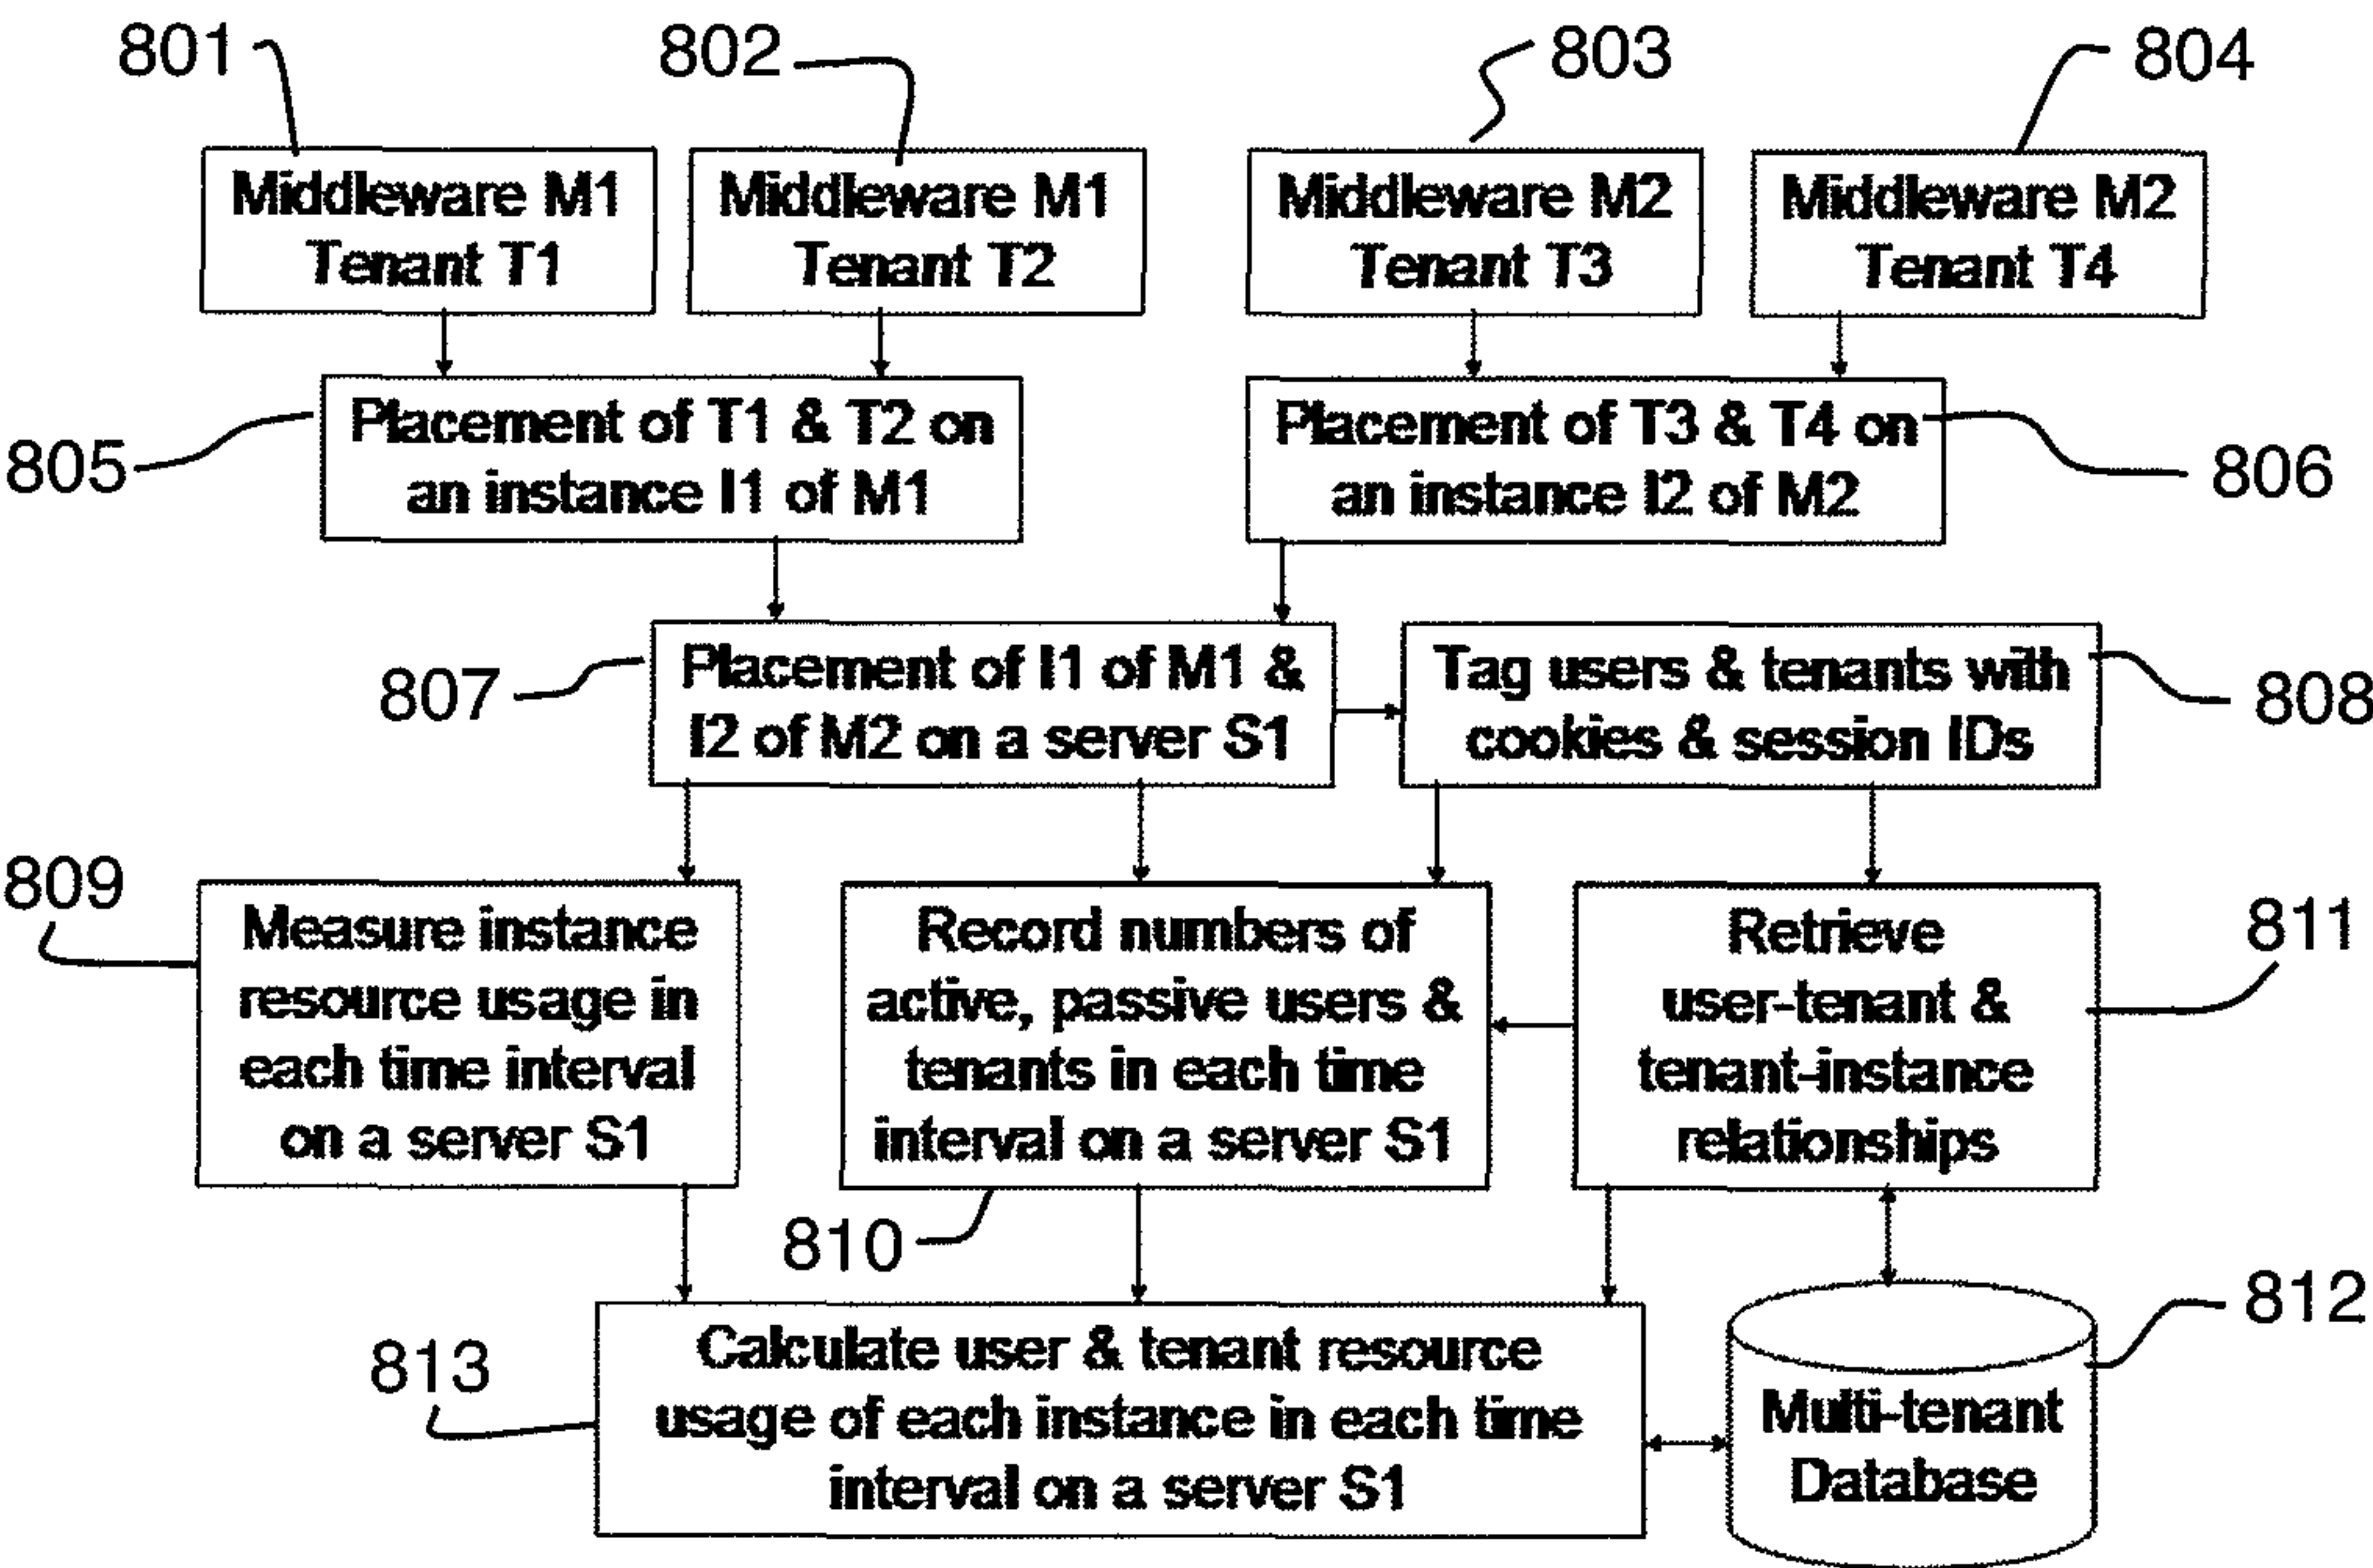 801
802
803
804
Middleware M1
Tenant T1
Middleware M1
Tenant T2
Middleware M2
Tenant T3
Middleware M2
Tenant T4
805
Placement of T1 & T2 on
an instance I1 of M1
Placement of T3 & T4 on
an instance I2 of M2
806
807
Placement of I1 of M1 &
I2 of M2 on a server S1
Tag users & tenants with
cookies & session IDs
808
809
Measure instance
resource usage in
each time interval
on a server S1
Record numbers of
active, passive users &
tenants in each time
interval on a server S1
810
Retrieve
user-tenant &
tenant-instance
relationships
811
813
Calculate user & tenant resource
usage of each instance in each time
interval on a server S1
Multi-tenant
Database
812